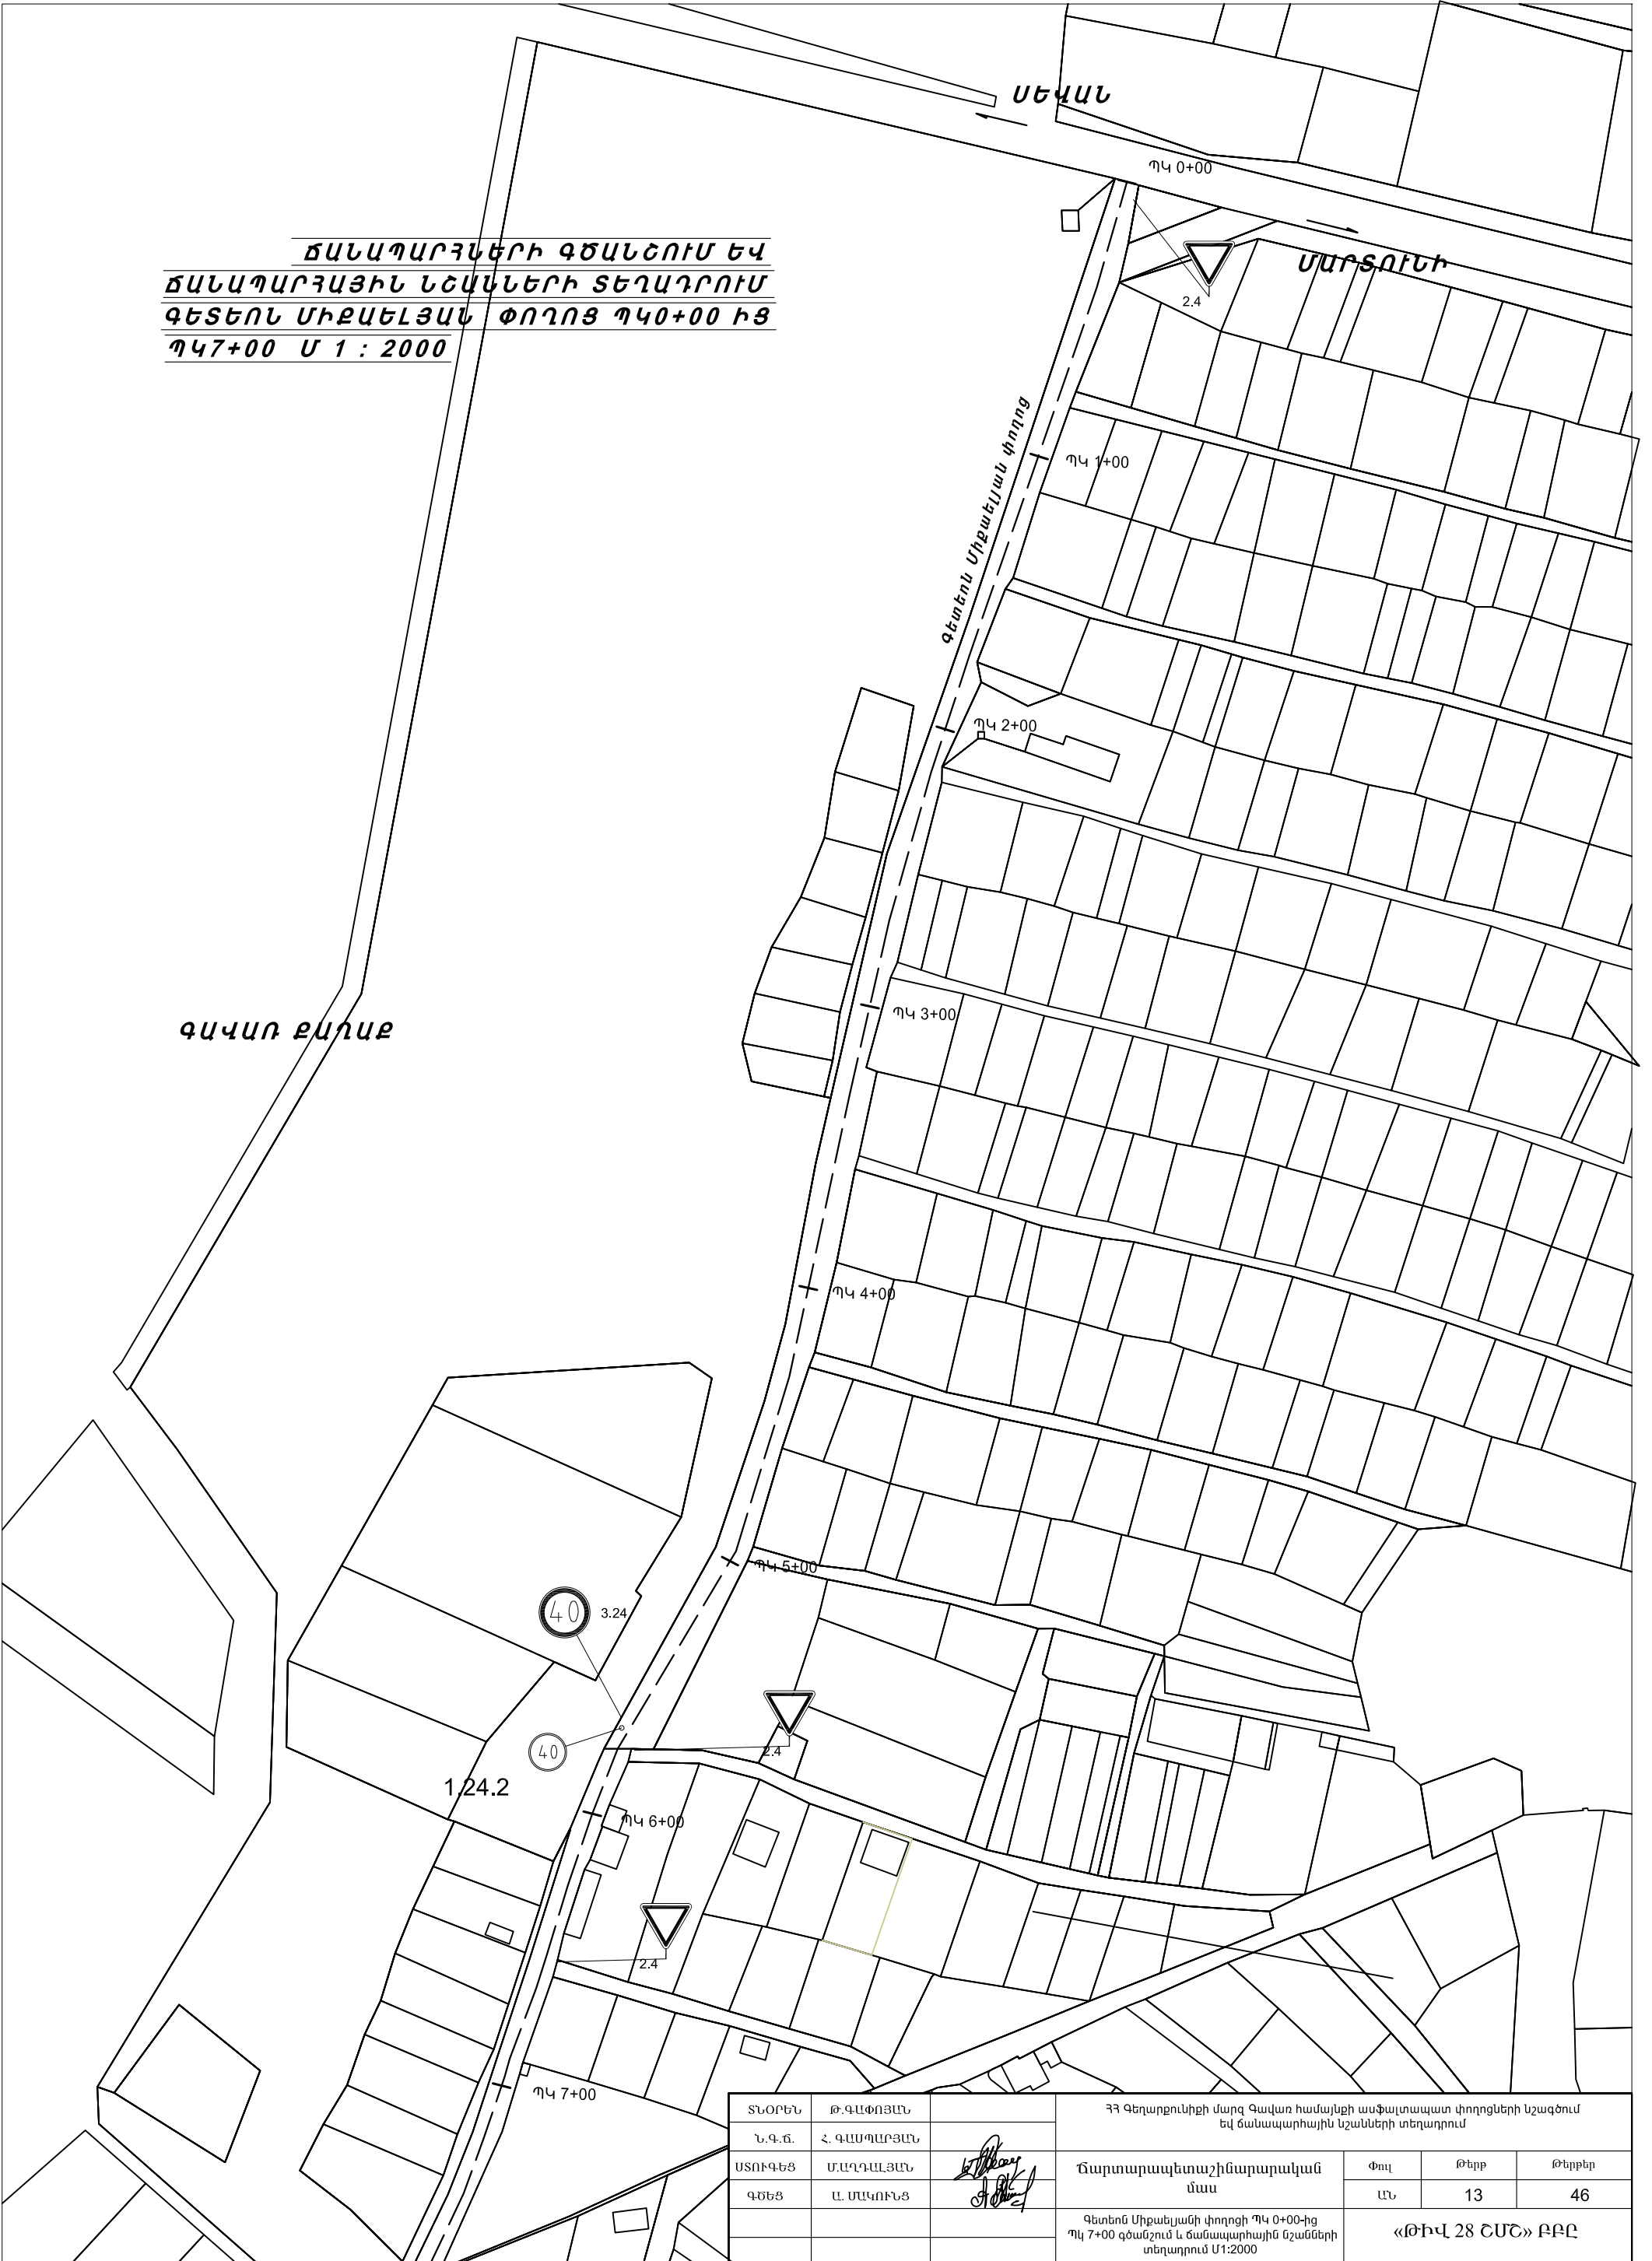 ՍԵՎԱՆ
ՊԿ 0+00
ՃԱՆԱՊԱՐՀՆԵՐԻ ԳԾԱՆՇՈՒՄ ԵՎ
ՃԱՆԱՊԱՐՀԱՅԻՆ ՆՇԱՆՆԵՐԻ ՏԵՂԱԴՐՈՒՄ
ԳԵՏԵՈՆ ՄԻՔԱԵԼՅԱՆ ՓՈՂՈՑ ՊԿ0+00 ԻՑ
ՊԿ7+00 Մ 1 : 2000
ՄԱՐՏՈՒՆԻ
2.4
Գետեոն Միքաելյան փողոց
ՊԿ 1+00
ՊԿ 2+00
ՊԿ 3+00
ԳԱՎԱՌ ՔԱՂԱՔ
ՊԿ 4+00
ՊԿ 5+00
40
3.24
40
2.4
1.24.2
ՊԿ 6+00
2.4
ՊԿ 7+00
ՏՆՕՐԵՆ Թ.ԳԱՓՈՅԱՆ
Ն.Գ.Ճ. Հ. ԳԱՍՊԱՐՅԱՆ
ՍՏՈՒԳԵՑ Մ.ԱՂԴԱԼՅԱՆ
ԳԾԵՑ Ա. ՄԱԿՈՒՆՑ
ՀՀ Գեղարքունիքի մարզ Գավառ համայնքի ասֆալտապատ փողոցների նշագծում
եվ ճանապարհային նշանների տեղադրում
Ճարտարապետաշինարարական
մաս
Փուլ Թերթ Թերթեր
ԱՆ 13 46
Գետեոն Միքաելյանի փողոցի ՊԿ 0+00-ից
Պկ 7+00 գծանշում և ճանապարհային նշանների
տեղադրում Մ1:2000
«ԹԻՎ 28 ՇՄՇ» ԲԲԸ